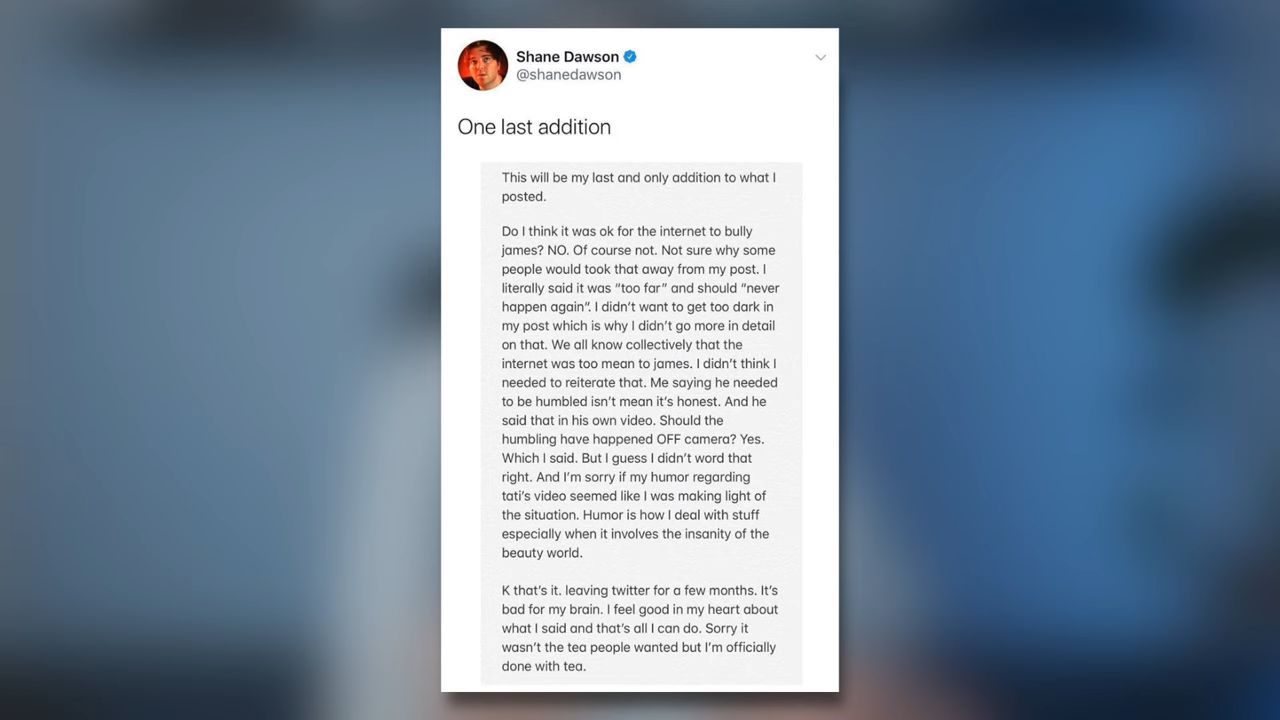 Shane Dawson
@shanedawson
One last addition
This will be my last and only addition to what I
posted.
Do I think it was ok for the internet to bully
james? NO. Of course not. Not sure why some
people would took that away from my post. I
literally said it was “too far” and should “never
happen again”. I didn’t want to get too dark in
my post which is why I didn’t go more in detail
on that. We all know collectively that the
internet was too mean to james. I didn’t think I
needed to reiterate that. Me saying he needed
to be humbled isn’t mean it’s honest. And he
said that in his own video. Should the
humbling have happened OFF camera? Yes.
Which I said. But I guess I didn’t word that
right. And I’m sorry if my humor regarding
tati’s video seemed like I was making light of
the situation. Humor is how I deal with stuff
especially when it involves the insanity of the
beauty world.
K that’s it. leaving twitter for a few months. It’s
bad for my brain. I feel good in my heart about
what I said and that’s all I can do. Sorry it
wasn’t the tea people wanted but I’m officially
done with tea.